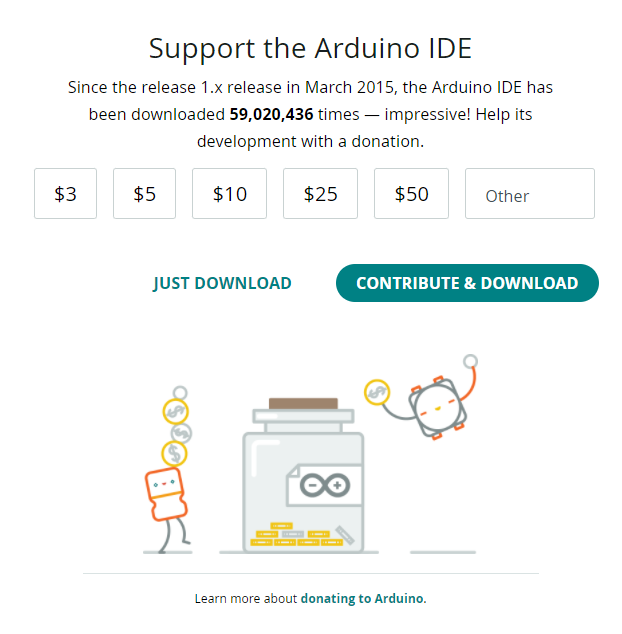 Support the Arduino IDE
Since the release 1.x release in March 2015, the Arduino IDE has
been downloaded 59,020,436 times — impressive! Help its
development with a donation.
$3 $5 $10 $25 $50 Other
JUST DOWNLOAD CONTRIBUTE & DOWNLOAD
Learn more about donating to Arduino.